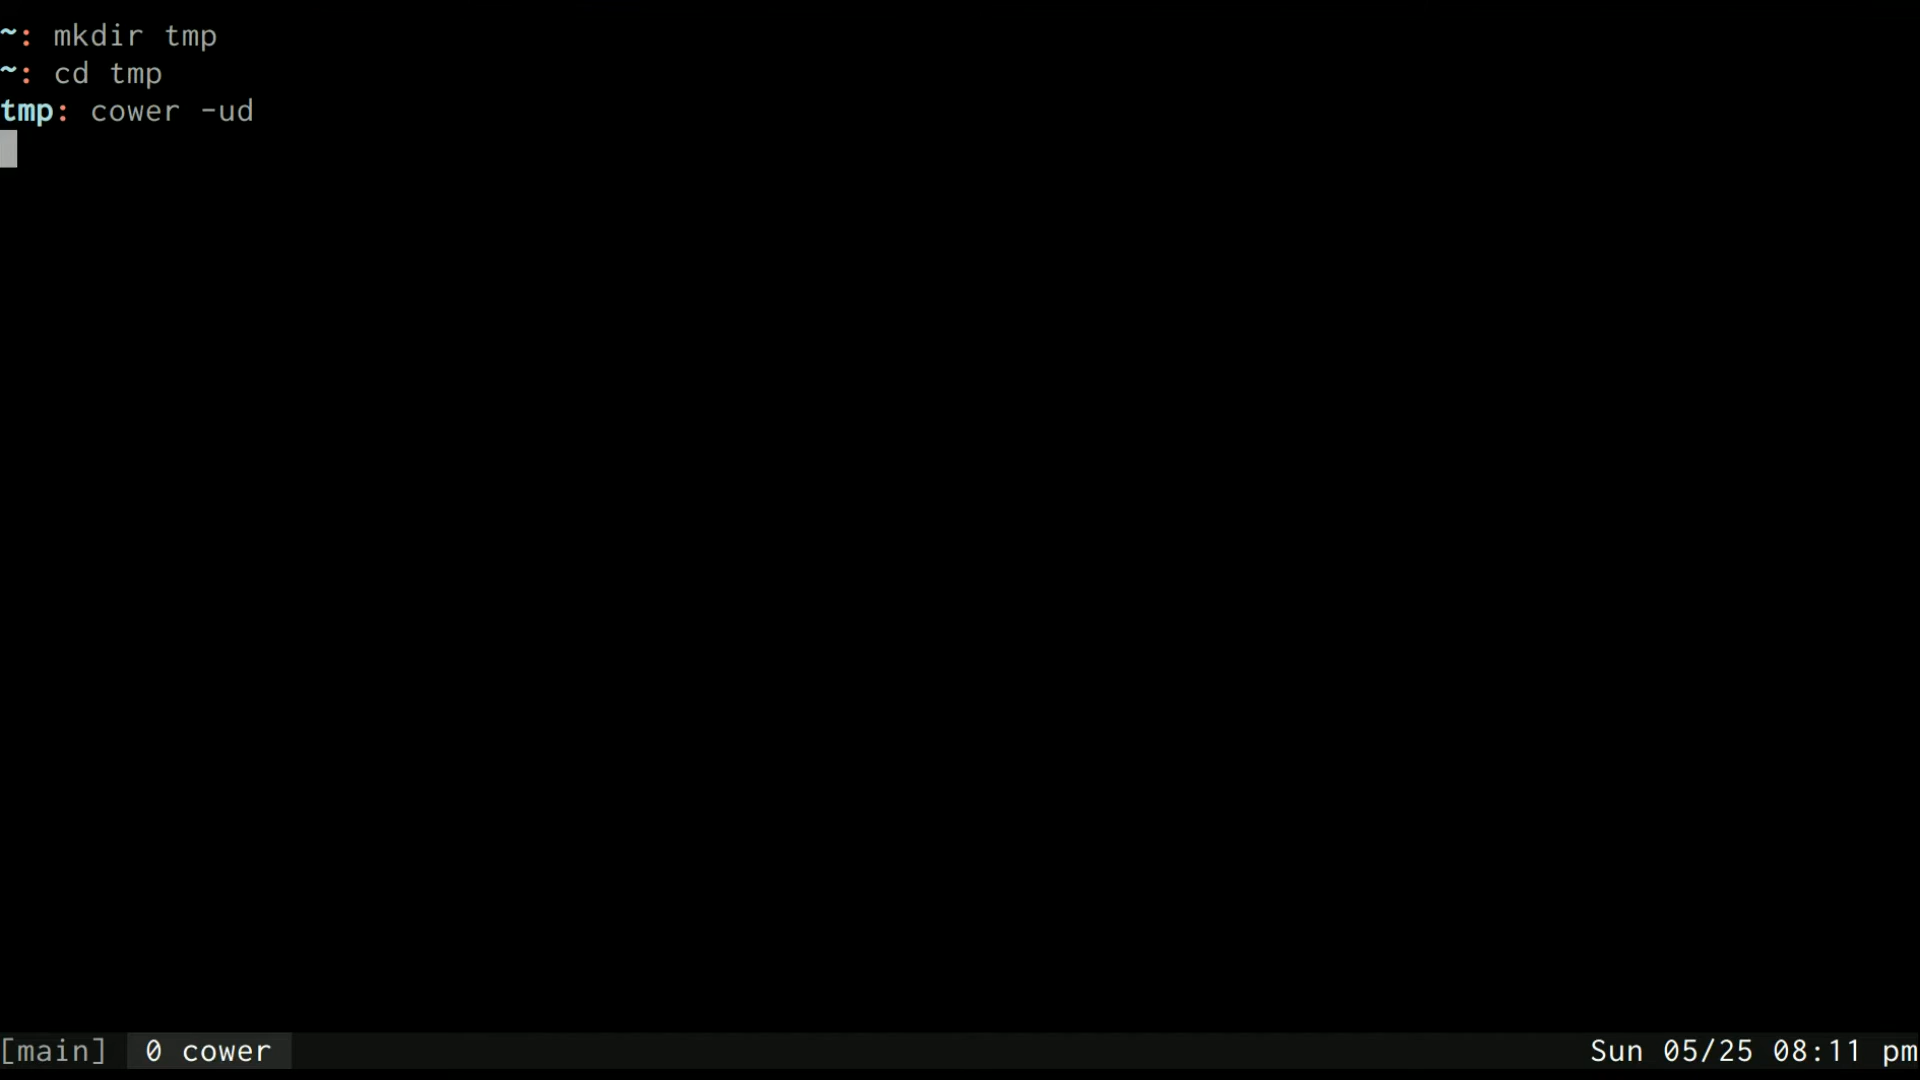 ~: mkdir tmp
~: cd tmp
tmp: cower -ud
[main] 0 cower Sun 05/25 08:11 pm